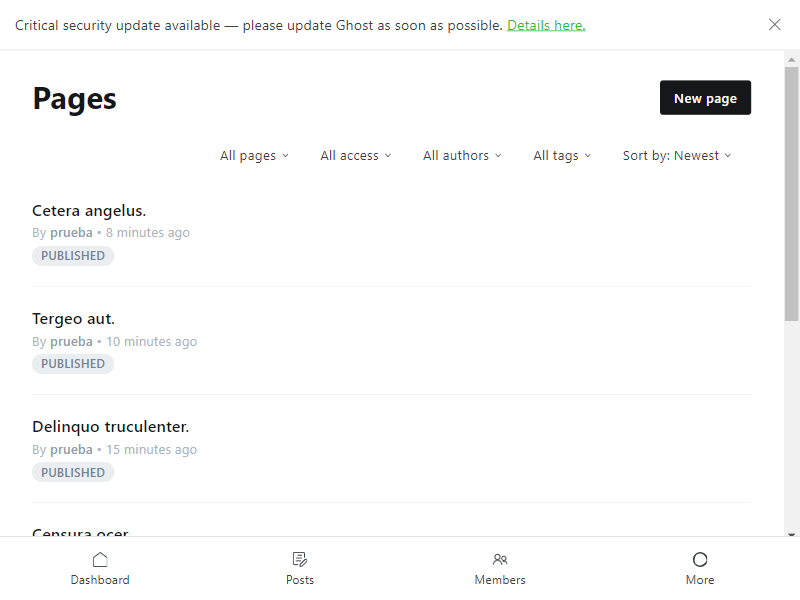 Critical security update available — please update Ghost as soon as possible. Details here.
Pages
New page
All pages
All access
All authors
All tags
Sort by: Newest
Cetera angelus.
By prueba • 8 minutes ago
PUBLISHED
Tergeo aut.
By prueba • 10 minutes ago
PUBLISHED
Delinquo truculenter.
By prueba • 15 minutes ago
PUBLISHED
Censura ocer
Dashboard
Posts
Members
More